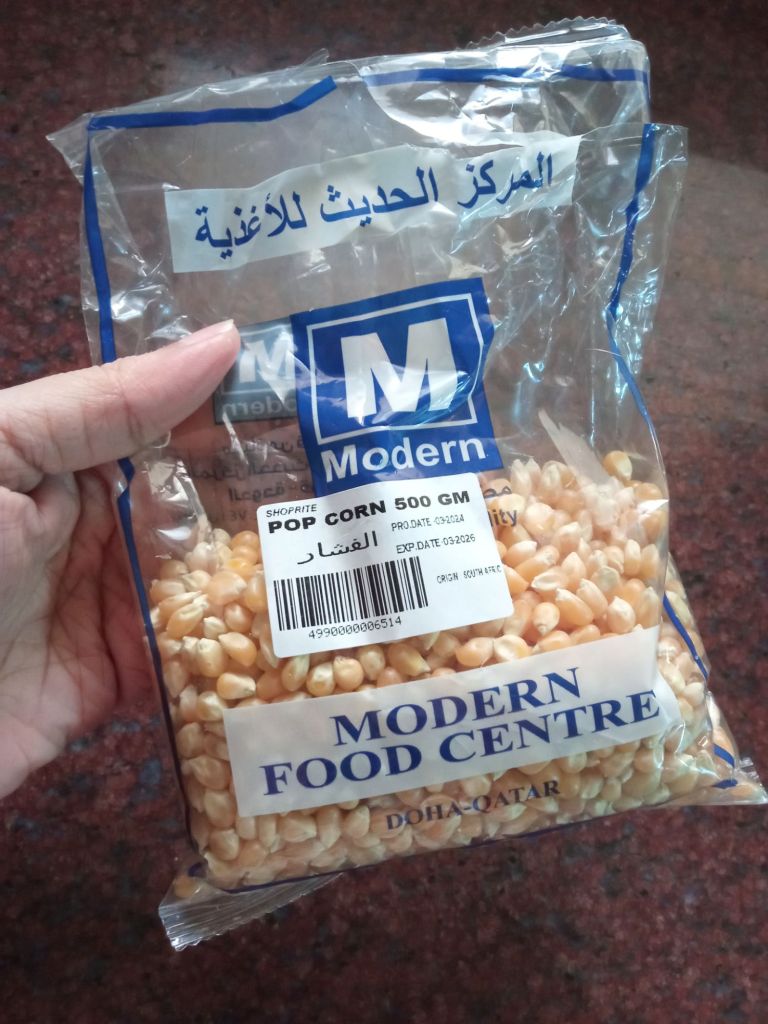 المركز الحديث للأغذية
M
Modern
SHOPRITE
POP CORN 500 GM
الفشار
PRO.DATE -03-2024
EXP.DATE -03-2026
ORIGIN SOUTH AFRIC
4990000006514
MODERN
FOOD CENTRE
DOHA-QATAR